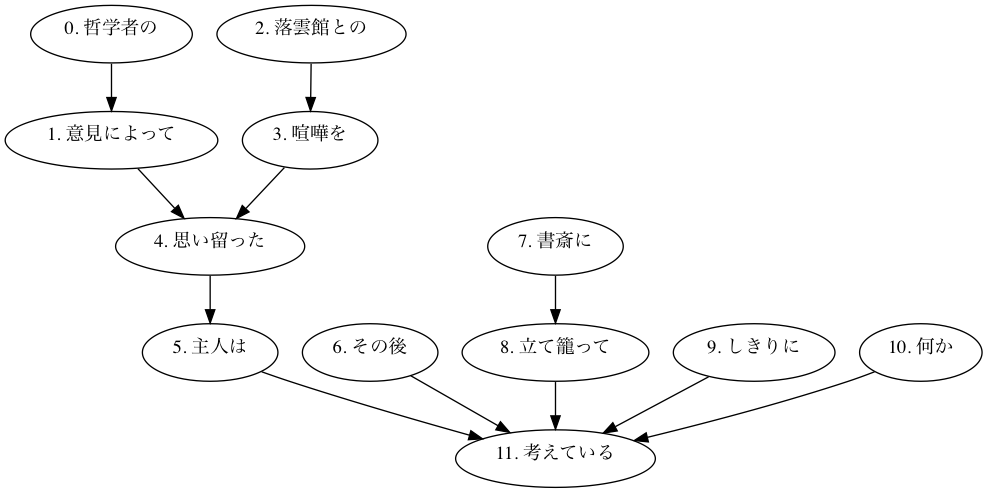 0. 哲学者の
2. 落雲館との
1. 意見によって
3. 喧嘩を
4. 思い留った
7. 書斎に
5. 主人は
6. その後
8. 立て籠って
9. しきりに
10. 何か
11. 考えている